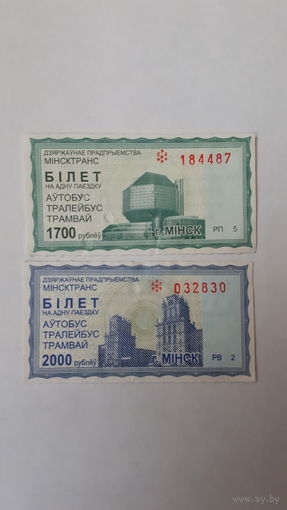 ДЗЯРЖАЎНАЕ ПРАДПРЫЕМСТВА
МІНСКТРАНС
184487
БІЛЕТ
НА АДНУ ПАЕЗДКУ
АЎТОБУС
ТРАЛЕЙБУС
ТРАМВАЙ
1700 рублёў
г. МІНСК
РП 5
ДЗЯРЖАЎНАЕ ПРАДПРЫЕМСТВА
МІНСКТРАНС
032830
БІЛЕТ
НА АДНУ ПАЕЗДКУ
АЎТОБУС
ТРАЛЕЙБУС
ТРАМВАЙ
2000 рублёў
г. МІНСК
РВ 2
ay.by